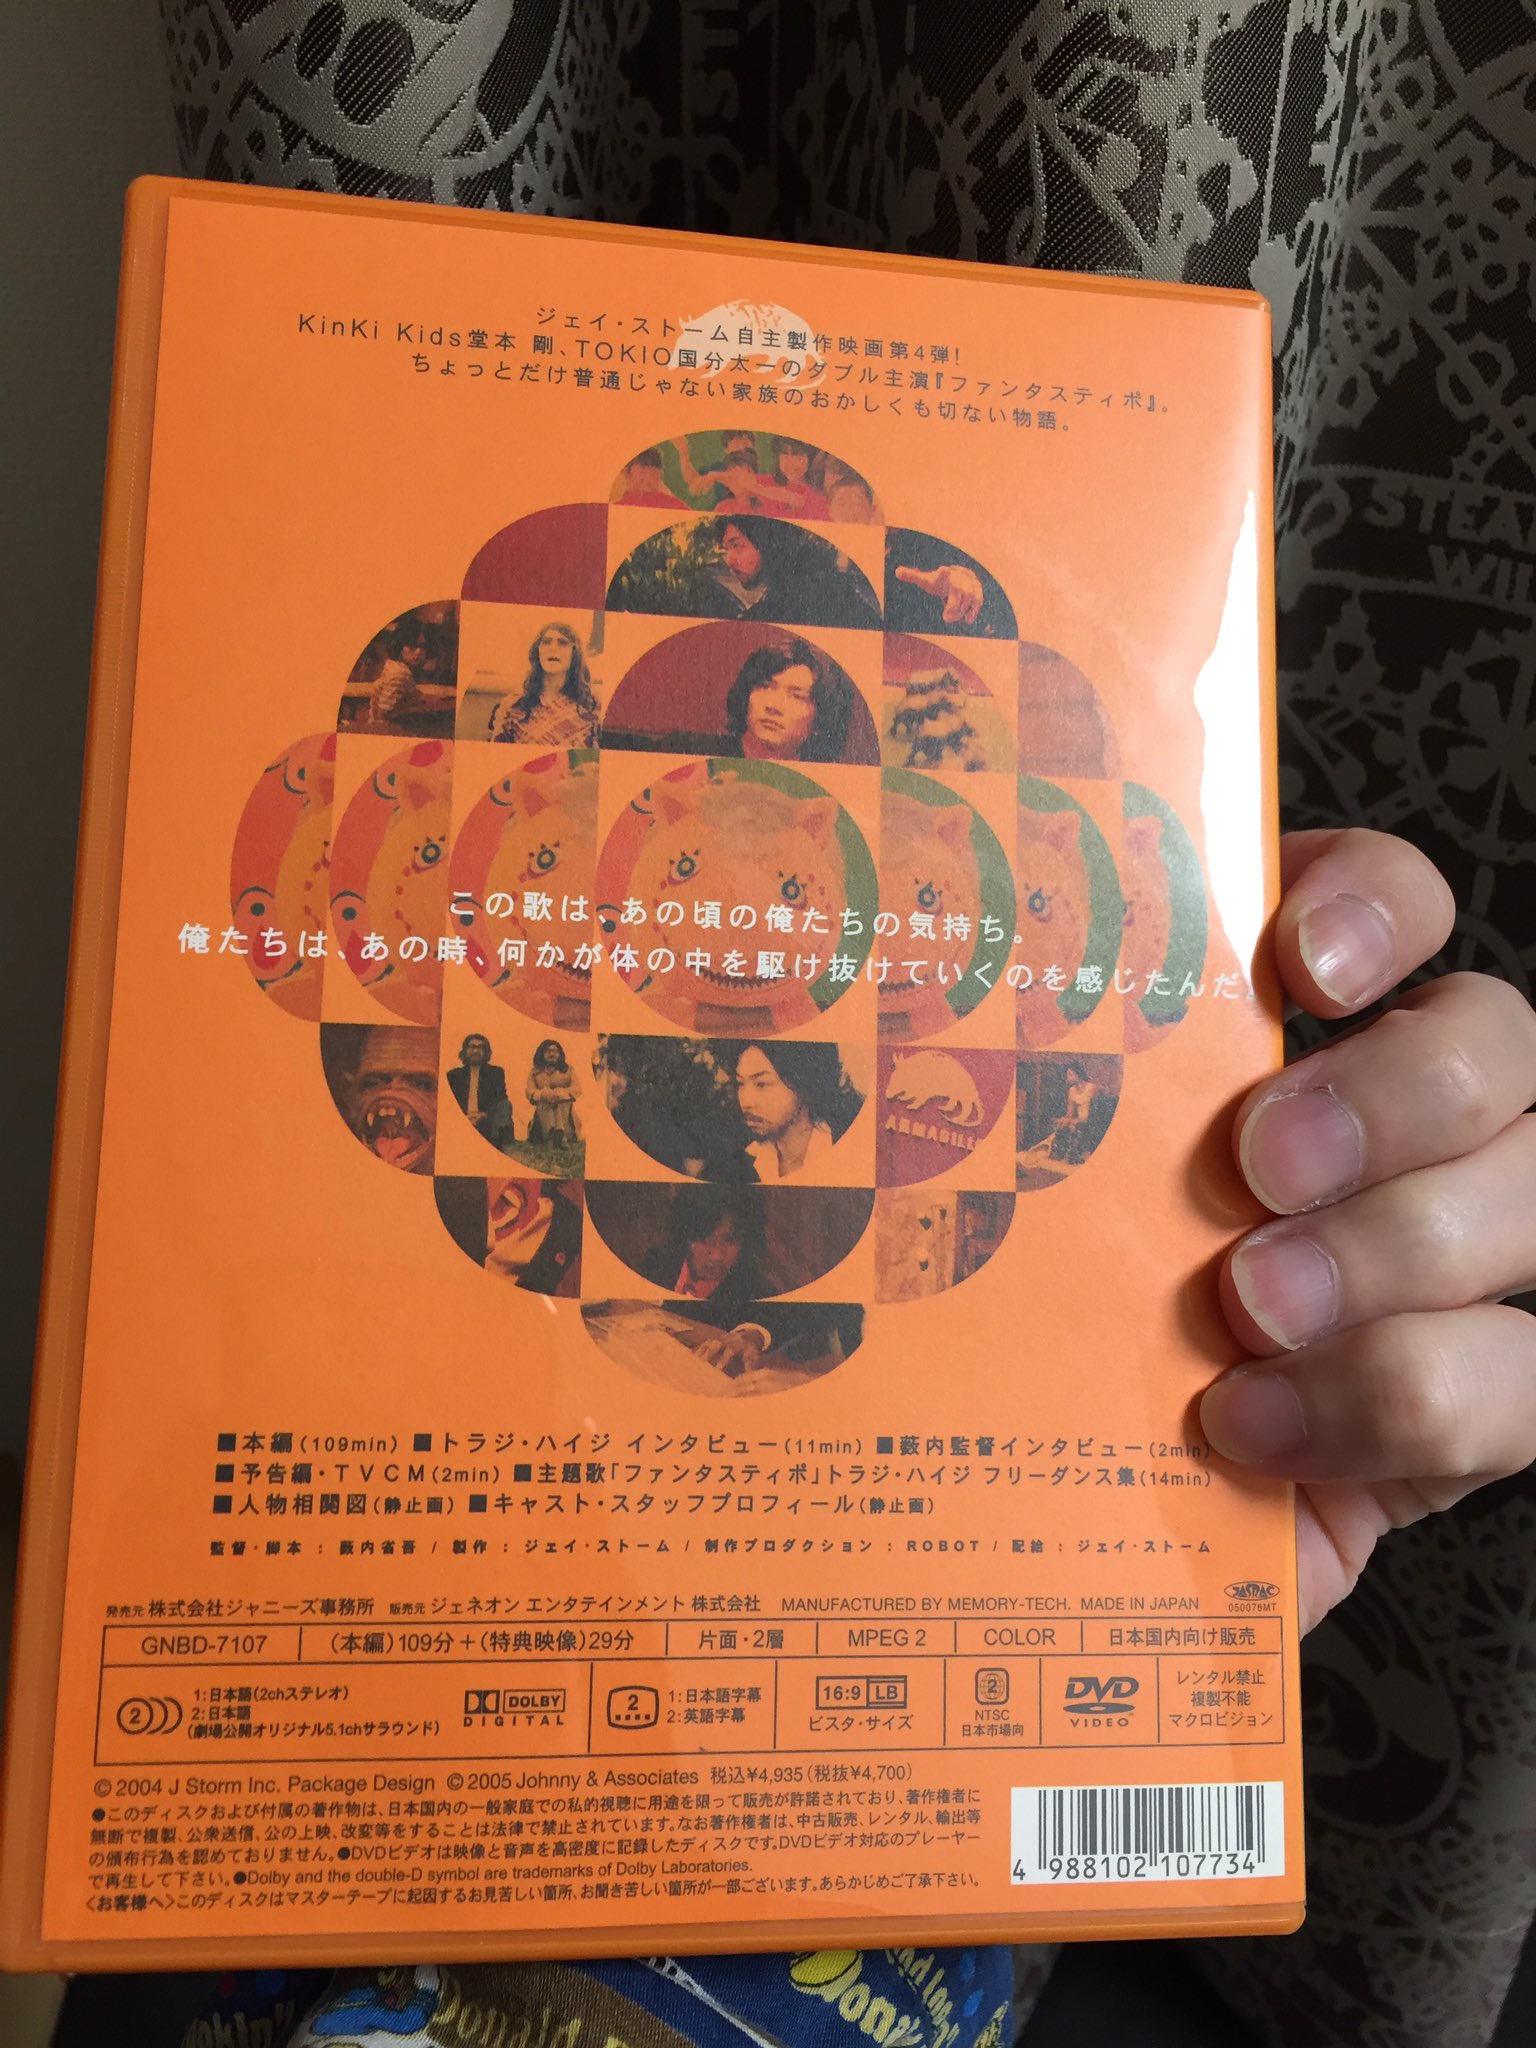 ジェイ・ストーム自主製作映画第4弾!
KinKi Kids堂本 剛、TOKIO国分太一のダブル主演『ファンタスティポ』。
ちょっとだけ普通じゃない家族のおかしくも切ない物語。
この歌は、あの頃の俺たちの気持ち。
俺たちは、あの時、何かが体の中を駆け抜けていくのを感じたんだ。
ARMADILL
■本編(109min) ■トラジ・ハイジ インタビュー(11min) ■薮内監督インタビュー(2min)
■予告編・TVCM(2min) ■主題歌「ファンタスティポ」トラジ・ハイジ フリーダンス集(14min)
■人物相関図(静止画) ■キャスト・スタッフプロフィール(静止画)
監督・脚本 : 薮内省吾 / 製作 : ジェイ・ストーム / 制作プロダクション : ROBOT / 配給 : ジェイ・ストーム
発売元 株式会社ジャニーズ事務所 販売元 ジェネオン エンタテインメント 株式会社 MANUFACTURED BY MEMORY-TECH. MADE IN JAPAN
JASRAC
050076MT
GNBD-7107 (本編)109分+(特典映像)29分 片面・2層 MPEG 2 COLOR 日本国内向け販売
2 1:日本語(2chステレオ)
2:日本語
(劇場公開オリジナル5.1chサラウンド)
DOLBY
DIGITAL
2 1:日本語字幕
2:英語字幕
16:9 LB
ビスタ・サイズ
2
NTSC
日本市場向
DVD
VIDEO
レンタル禁止
複製不能
マクロビジョン
© 2004 J Storm Inc. Package Design © 2005 Johnny & Associates 税込¥4,935(税抜¥4,700)
●このディスクおよび付属の著作物は、日本国内の一般家庭での私的視聴に用途を限って販売が許諾されており、著作権者に
無断で複製、公衆送信、公の上映、改変等をすることは法律で禁止されています。なお著作権者は、中古販売、レンタル、輸出等
の頒布行為を認めておりません。●DVDビデオは映像と音声を高密度に記録したディスクです。DVDビデオ対応のプレーヤー
で再生して下さい。●Dolby and the double-D symbol are trademarks of Dolby Laboratories.
〈お客様へ〉このディスクはマスターテープに起因するお見苦しい箇所、お聞き苦しい箇所が一部ございます。あらかじめご了承下さい。
4 988102 107734
STEA
WIL
Donald